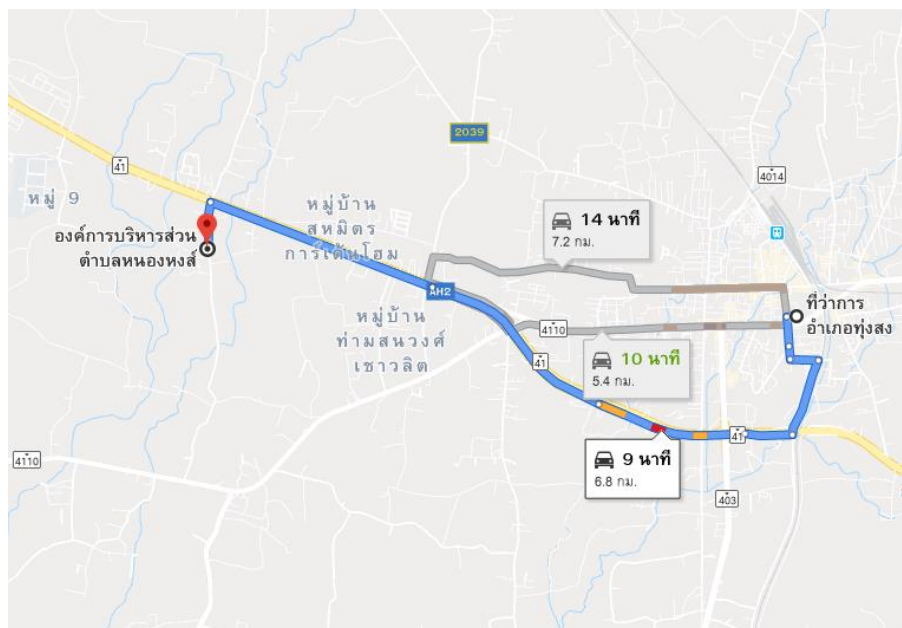 2039
41
4014
หมู่ 9
หมู่บ้าน
สหมิตร
การ์เด้นโฮม
14 นาที
7.2 กม.
องค์การบริหารส่วน
ตำบลหนองหงส์
AH2
ที่ว่าการ
อำเภอทุ่งสง
หมู่บ้าน
ท่ามสนวงศ์
เชาวลิต
4110
10 นาที
5.4 กม.
41
41
9 นาที
6.8 กม.
4110
403